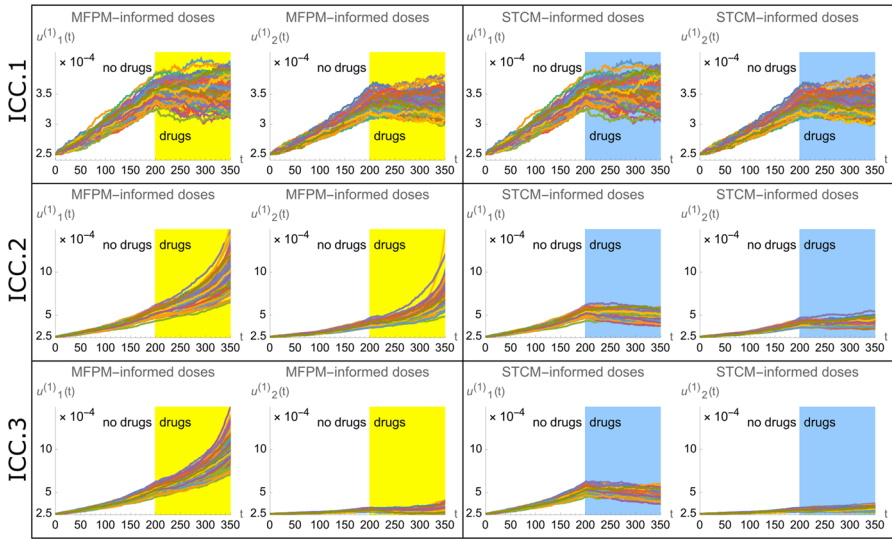 ICC.1
MFPM-informed doses
u⁽¹⁾₁(t)
× 10⁻⁴
no drugs
drugs
3.5
3
2.5
0 50 100 150 200 250 300 350
t
MFPM-informed doses
u⁽¹⁾₂(t)
× 10⁻⁴
no drugs
drugs
3.5
3
2.5
0 50 100 150 200 250 300 350
t
STCM-informed doses
u⁽¹⁾₁(t)
× 10⁻⁴
no drugs
drugs
3.5
3
2.5
0 50 100 150 200 250 300 350
t
STCM-informed doses
u⁽¹⁾₂(t)
× 10⁻⁴
no drugs
drugs
3.5
3
2.5
0 50 100 150 200 250 300 350
t
ICC.2
MFPM-informed doses
u⁽¹⁾₁(t)
× 10⁻⁴
no drugs drugs
10
5
2.5
0 50 100 150 200 250 300 350
t
MFPM-informed doses
u⁽¹⁾₂(t)
× 10⁻⁴
no drugs drugs
10
5
2.5
0 50 100 150 200 250 300 350
t
STCM-informed doses
u⁽¹⁾₁(t)
× 10⁻⁴
no drugs drugs
10
5
2.5
0 50 100 150 200 250 300 350
t
STCM-informed doses
u⁽¹⁾₂(t)
× 10⁻⁴
no drugs drugs
10
5
2.5
0 50 100 150 200 250 300 350
t
ICC.3
MFPM-informed doses
u⁽¹⁾₁(t)
× 10⁻⁴
no drugs drugs
10
5
2.5
0 50 100 150 200 250 300 350
t
MFPM-informed doses
u⁽¹⁾₂(t)
× 10⁻⁴
no drugs drugs
10
5
2.5
0 50 100 150 200 250 300 350
t
STCM-informed doses
u⁽¹⁾₁(t)
× 10⁻⁴
no drugs drugs
10
5
2.5
0 50 100 150 200 250 300 350
t
STCM-informed doses
u⁽¹⁾₂(t)
× 10⁻⁴
no drugs drugs
10
5
2.5
0 50 100 150 200 250 300 350
t